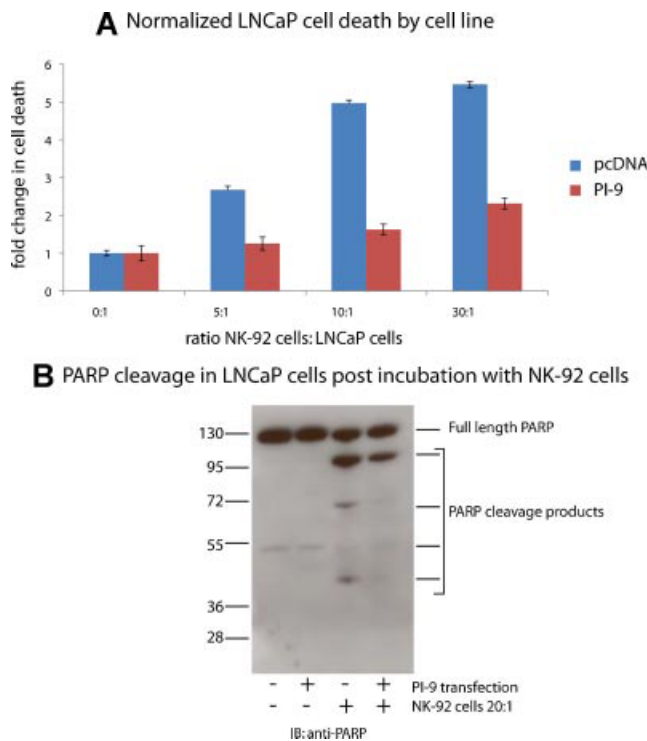 A Normalized LNCaP cell death by cell line
fold change in cell death
6
5
4
3
2
1
0
0:1
5:1
10:1
30:1
ratio NK-92 cells: LNCaP cells
pcDNA
PI-9
B PARP cleavage in LNCaP cells post incubation with NK-92 cells
130
95
72
55
36
28
Full length PARP
PARP cleavage products
- + - + PI-9 transfection
- - + + NK-92 cells 20:1
IB: anti-PARP